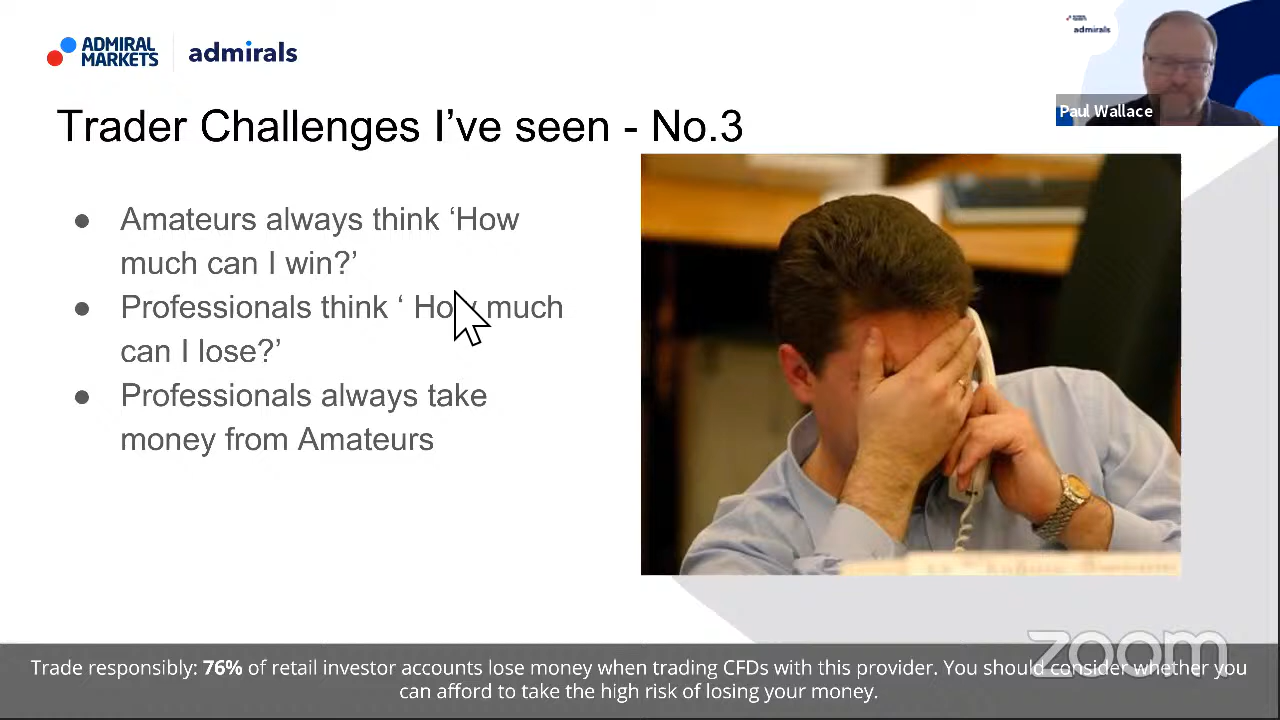 ADMIRAL
MARKETS
admirals
admirals
Paul Wallace
Trader Challenges I’ve seen - No.3
● Amateurs always think ‘How
much can I win?’
● Professionals think ‘ How much
can I lose?’
● Professionals always take
money from Amateurs
zoom
Trade responsibly: 76% of retail investor accounts lose money when trading CFDs with this provider. You should consider whether you
can afford to take the high risk of losing your money.